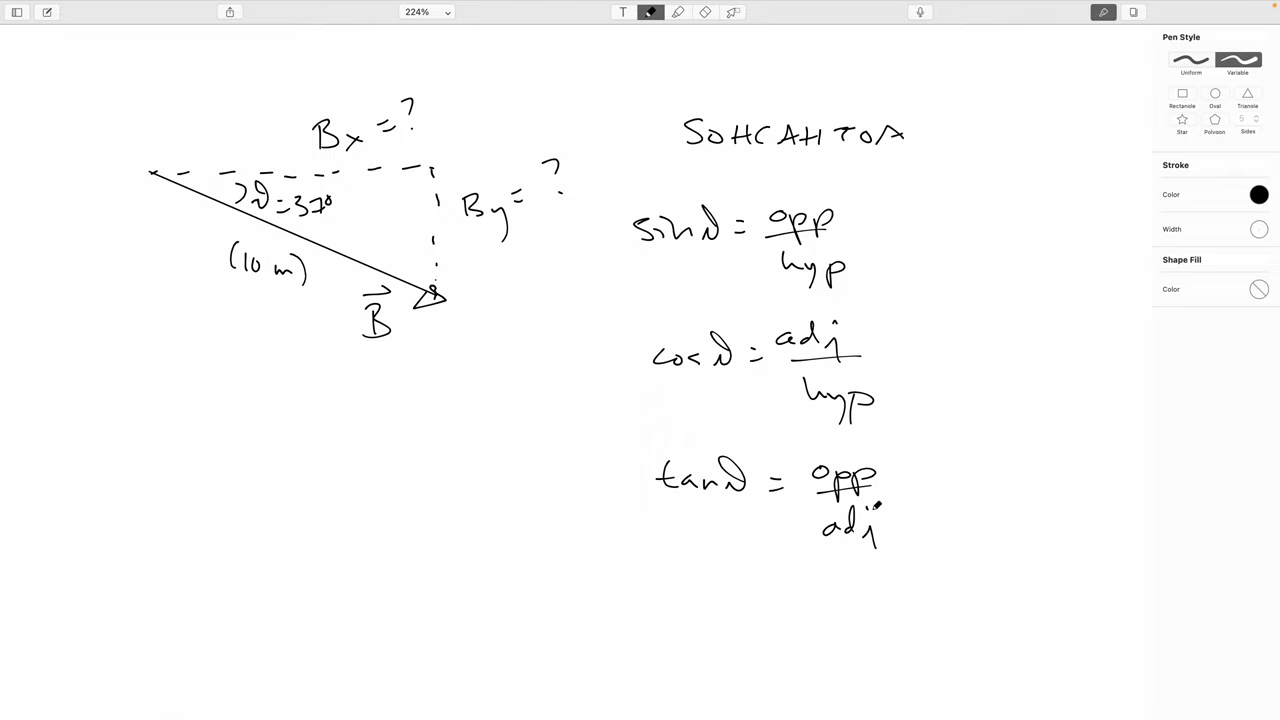 224%
T
Pen Style
Uniform
Variable
Rectangle
Oval
Triangle
Star
Polygon
5
Sides
Stroke
Color
Width
Shape Fill
Color
Bx = ?
θ = 37°
By = ?
(10 m)
B⃗
SOHCAHTOA
sin θ = opp / hyp
cos θ = adj / hyp
tan θ = opp / adj